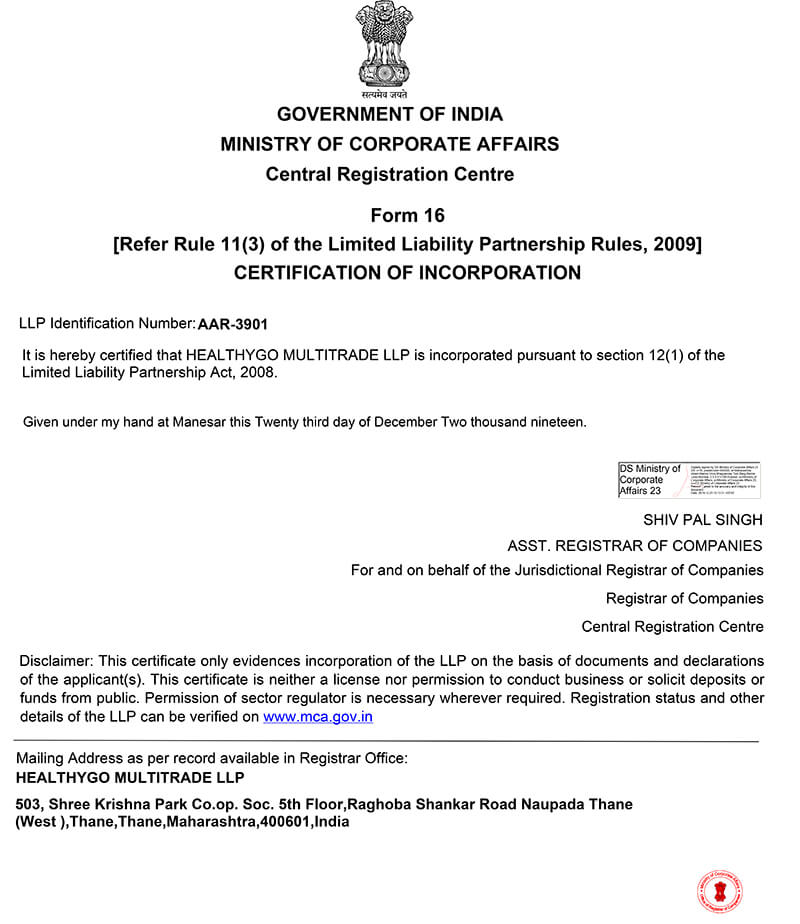 सत्यमेव जयते
GOVERNMENT OF INDIA
MINISTRY OF CORPORATE AFFAIRS
Central Registration Centre
Form 16
[Refer Rule 11(3) of the Limited Liability Partnership Rules, 2009]
CERTIFICATION OF INCORPORATION
LLP Identification Number: AAR-3901
It is hereby certified that HEALTHYGO MULTITRADE LLP is incorporated pursuant to section 12(1) of the
Limited Liability Partnership Act, 2008.
Given under my hand at Manesar this Twenty third day of December Two thousand nineteen.
DS Ministry of
Corporate
Affairs 23
SHIV PAL SINGH
ASST. REGISTRAR OF COMPANIES
For and on behalf of the Jurisdictional Registrar of Companies
Registrar of Companies
Central Registration Centre
Disclaimer: This certificate only evidences incorporation of the LLP on the basis of documents and declarations
of the applicant(s). This certificate is neither a license nor permission to conduct business or solicit deposits or
funds from public. Permission of sector regulator is necessary wherever required. Registration status and other
details of the LLP can be verified on www.mca.gov.in
Mailing Address as per record available in Registrar Office:
HEALTHYGO MULTITRADE LLP
503, Shree Krishna Park Co.op. Soc. 5th Floor,Raghoba Shankar Road Naupada Thane
(West ),Thane,Thane,Maharashtra,400601,India